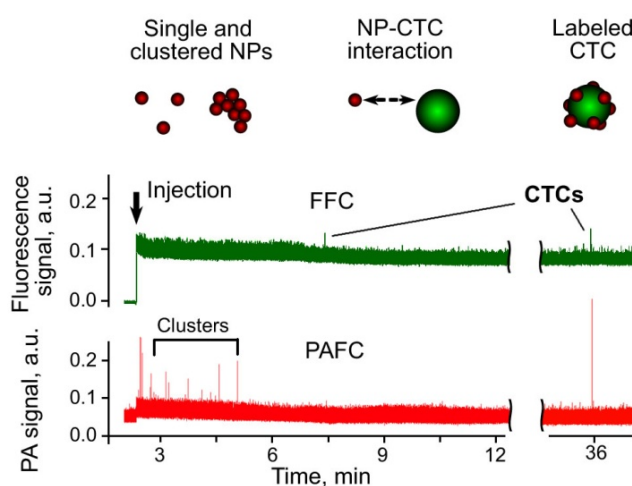 Single and
clustered NPs
NP-CTC
interaction
Labeled
CTC
Fluorescence
signal, a.u.
0.2
0.1
0.0
Injection
FFC
CTCs
PA signal, a.u.
0.2
0.1
0.0
Clusters
PAFC
3
6
9
12
36
Time, min